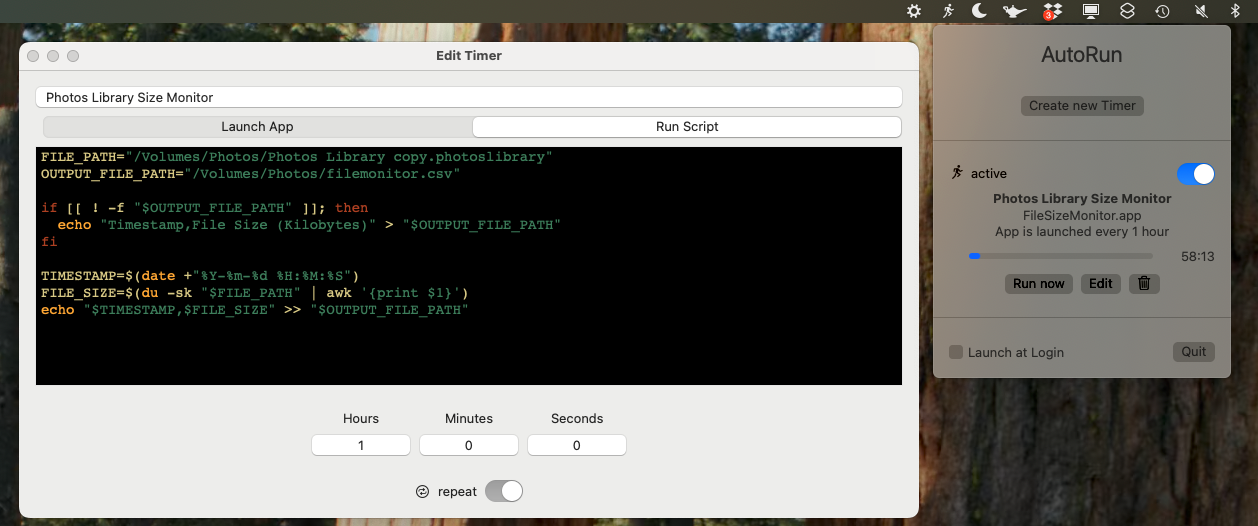 3
Edit Timer
Photos Library Size Monitor
Launch App
Run Script
FILE_PATH="/Volumes/Photos/Photos Library copy.photoslibrary"
OUTPUT_FILE_PATH="/Volumes/Photos/filemonitor.csv"
if [[ ! -f "$OUTPUT_FILE_PATH" ]]; then
  echo "Timestamp,File Size (Kilobytes)" > "$OUTPUT_FILE_PATH"
fi
TIMESTAMP=$(date +"%Y-%m-%d %H:%M:%S")
FILE_SIZE=$(du -sk "$FILE_PATH" | awk '{print $1}')
echo "$TIMESTAMP,$FILE_SIZE" >> "$OUTPUT_FILE_PATH"
Hours
Minutes
Seconds
1
0
0
repeat
AutoRun
Create new Timer
active
Photos Library Size Monitor
FileSizeMonitor.app
App is launched every 1 hour
58:13
Run now
Edit
Launch at Login
Quit